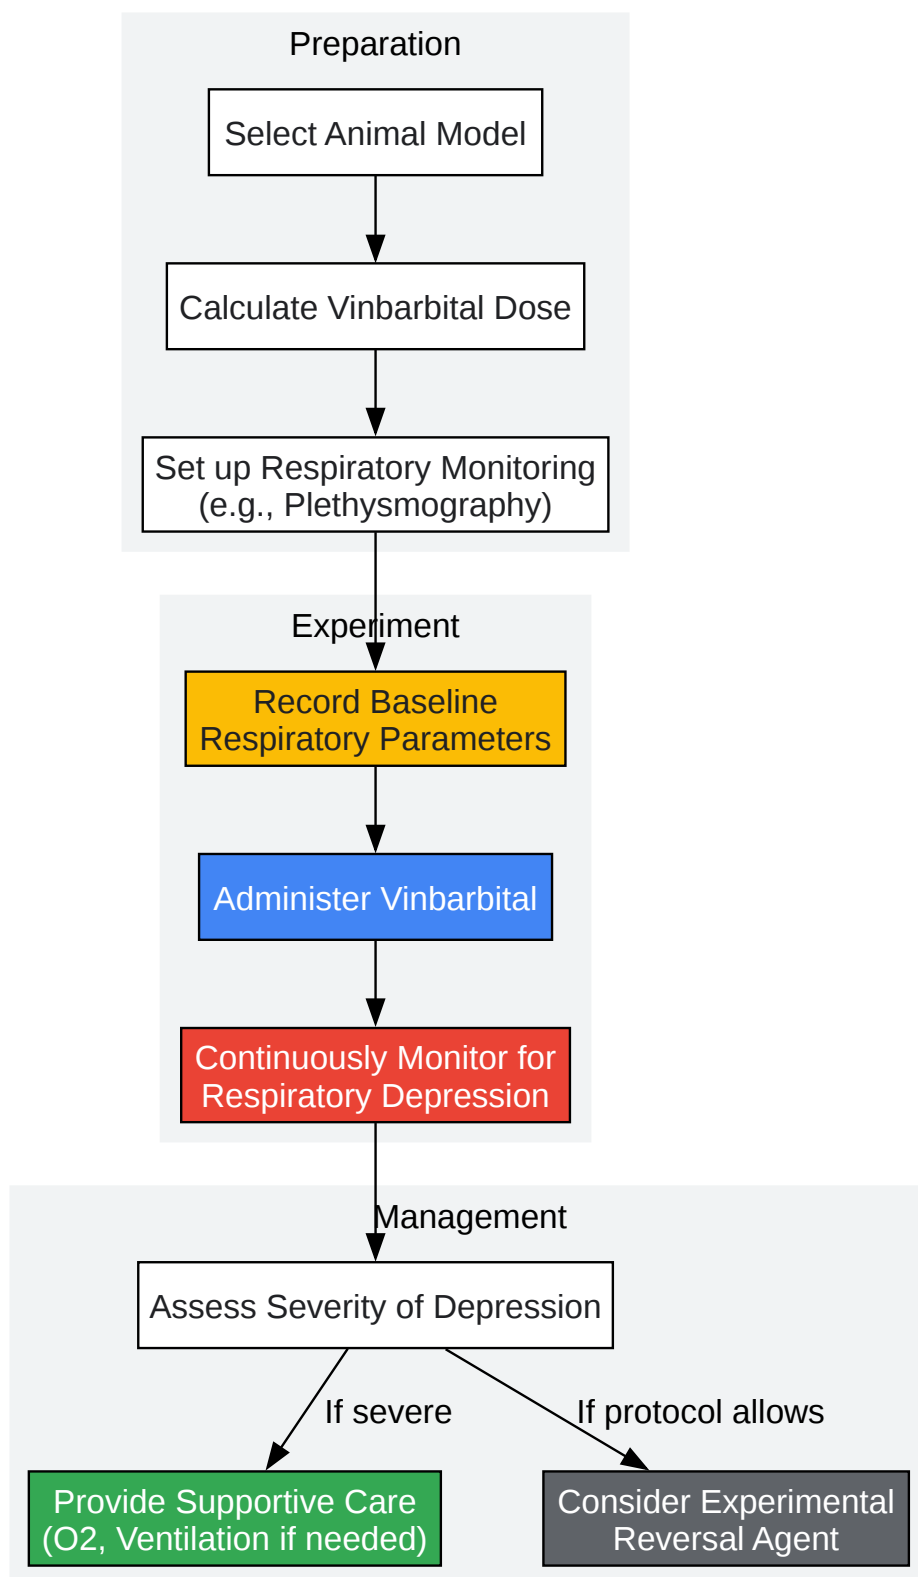 Preparation
Select Animal Model
Calculate Vinbarbital Dose
Set up Respiratory Monitoring
(e.g., Plethysmography)
Experiment
Record Baseline
Respiratory Parameters
Administer Vinbarbital
Continuously Monitor for
Respiratory Depression
Management
Assess Severity of Depression
If severe
If protocol allows
Provide Supportive Care
(O2, Ventilation if needed)
Consider Experimental
Reversal Agent